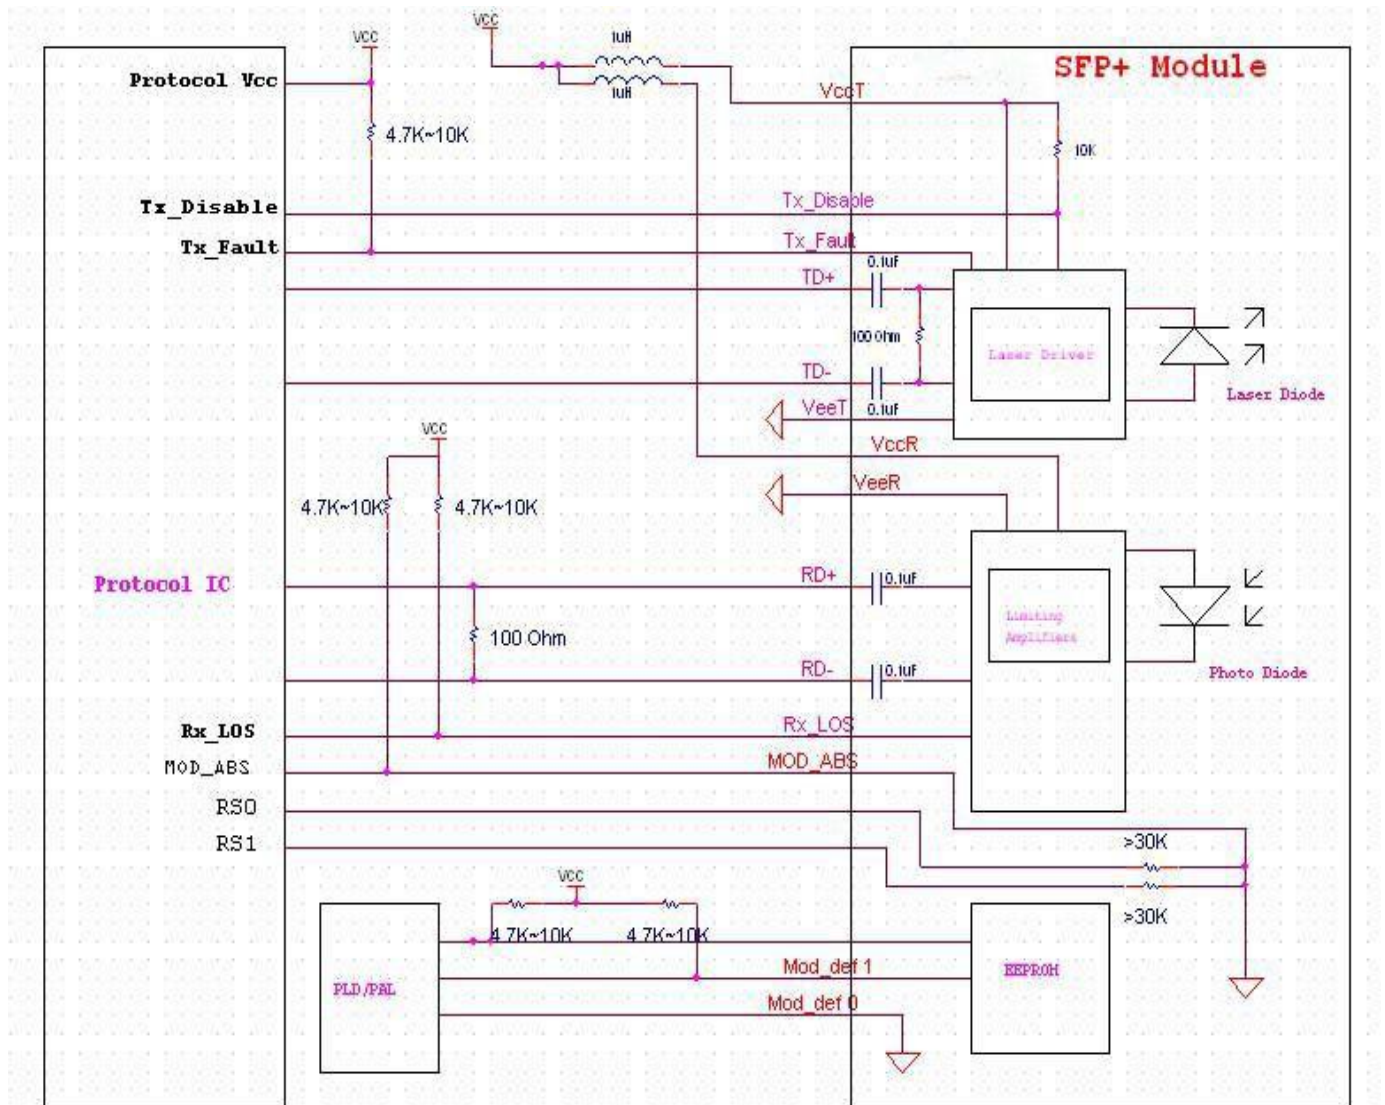 VCC
VCC
1uH
1uH
SFP+ Module
Protocol Vcc
VccT
4.7K~10K
10K
Tx_Disable
Tx_Disable
Tx_Fault
Tx_Fault
0.1uF
TD+
100 Ohm
Laser Driver
TD-
Laser Diode
VeeT
0.1uF
VCC
VccR
VeeR
4.7K~10K
4.7K~10K
Protocol IC
RD+
0.1uF
Limiting
Amplifiers
100 Ohm
RD-
0.1uF
Photo Diode
Rx_LOS
Rx_LOS
MOD_ABS
MOD_ABS
RS0
RS1
>30K
VCC
>30K
4.7K~10K
4.7K~10K
Mod_def 1
EEPROM
PLD/PAL
Mod_def 0